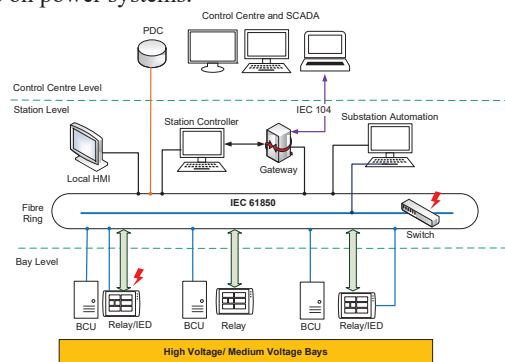 on power systems.
Control Centre and SCADA
PDC
Control Centre Level
Station Level
IEC 104
Station Controller
Substation Automation
Local HMI
Gateway
Fibre
Ring
IEC 61850
Switch
Bay Level
BCU
Relay/IED
BCU
Relay
BCU
Relay/IED
High Voltage/ Medium Voltage Bays